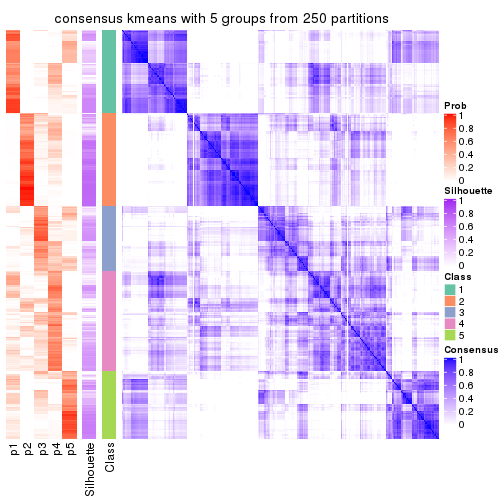 consensus kmeans with 5 groups from 250 partitions
Prob
1
0.8
0.6
0.4
0.2
0
Silhouette
1
0.8
0.6
0.4
0.2
0
Class
1
2
3
4
5
Consensus
1
0.8
0.6
0.4
0.2
0
p1
p2
p3
p4
p5
Silhouette
Class